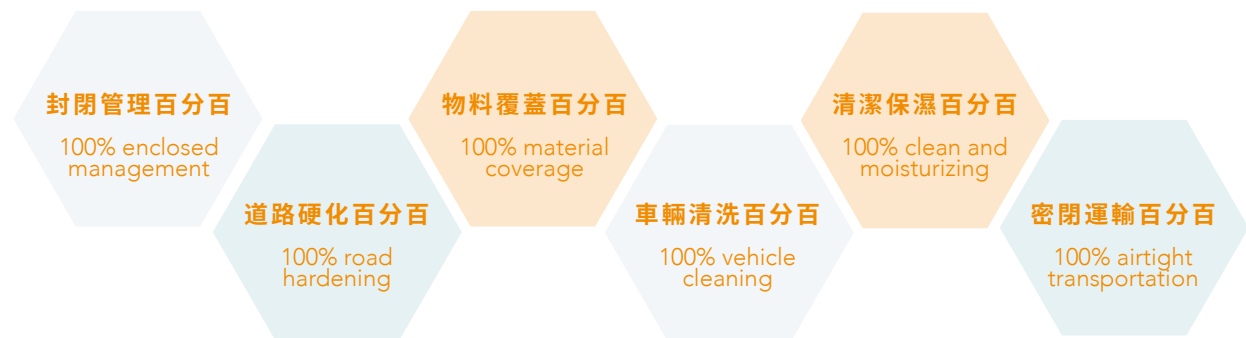 封閉管理百分百
100% enclosed
management
道路硬化百分百
100% road
hardening
物料覆蓋百分百
100% material
coverage
車輛清洗百分百
100% vehicle
cleaning
清潔保濕百分百
100% clean and
moisturizing
密閉運輸百分百
100% airtight
transportation